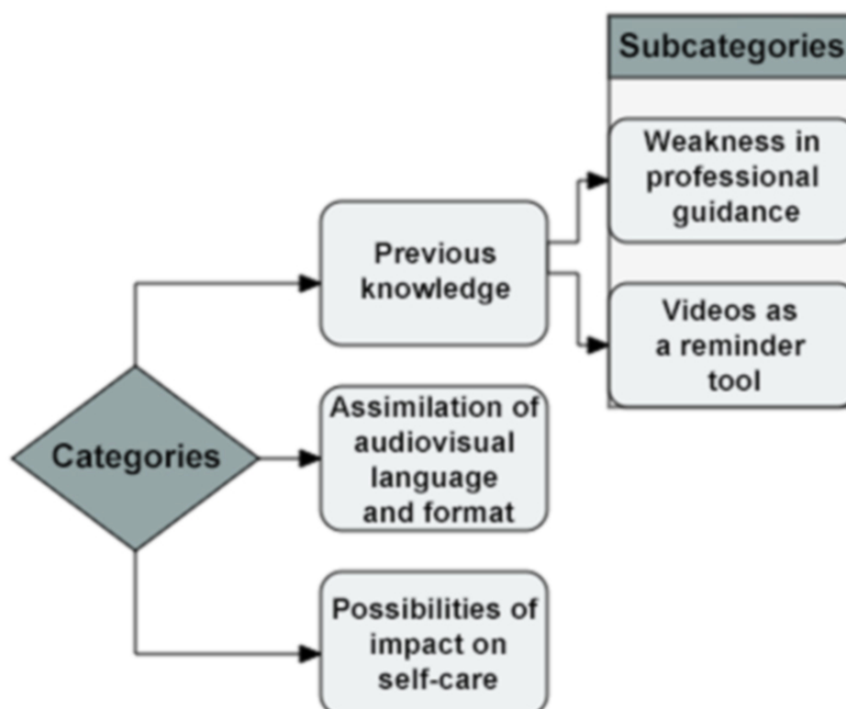 Subcategories
Weakness in
professional
guidance
Previous
knowledge
Videos as
a reminder
tool
Categories
Assimilation of
audiovisual
language
and format
Possibilities of
impact on
self-care